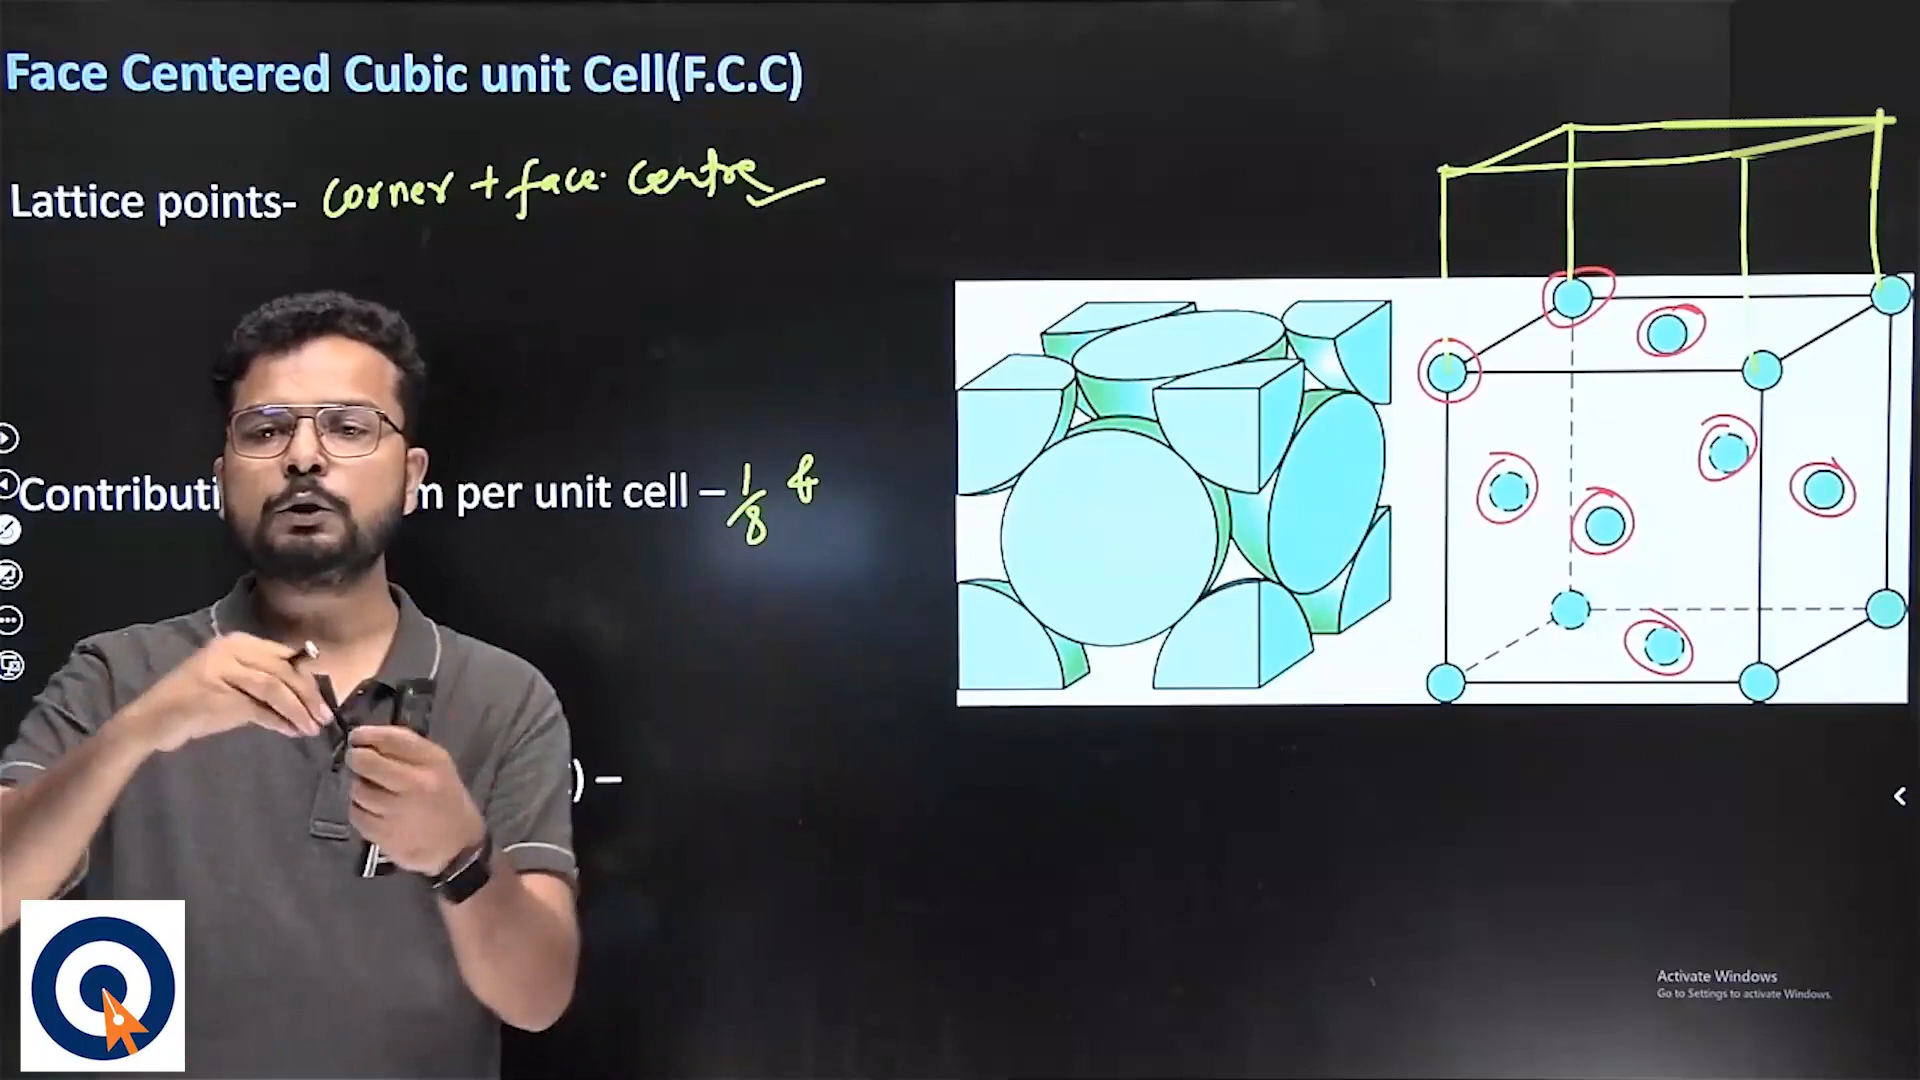 Face Centered Cubic unit Cell(F.C.C)
Lattice points- corner + face centre
Contributi m per unit cell – 1/8 &
) –
Activate Windows
Go to Settings to activate Windows.